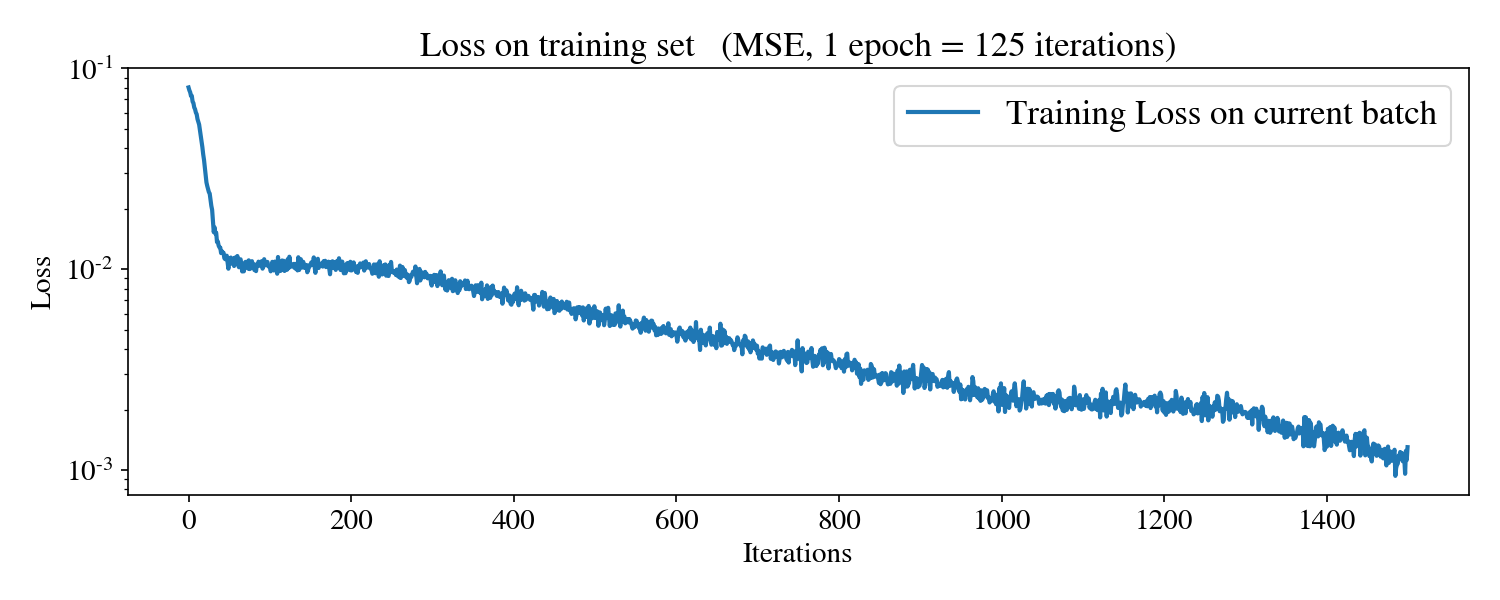 Loss on training set (MSE, 1 epoch = 125 iterations)
10⁻¹
Training Loss on current batch
10⁻²
Loss
10⁻³
0 200 400 600 800 1000 1200 1400
Iterations